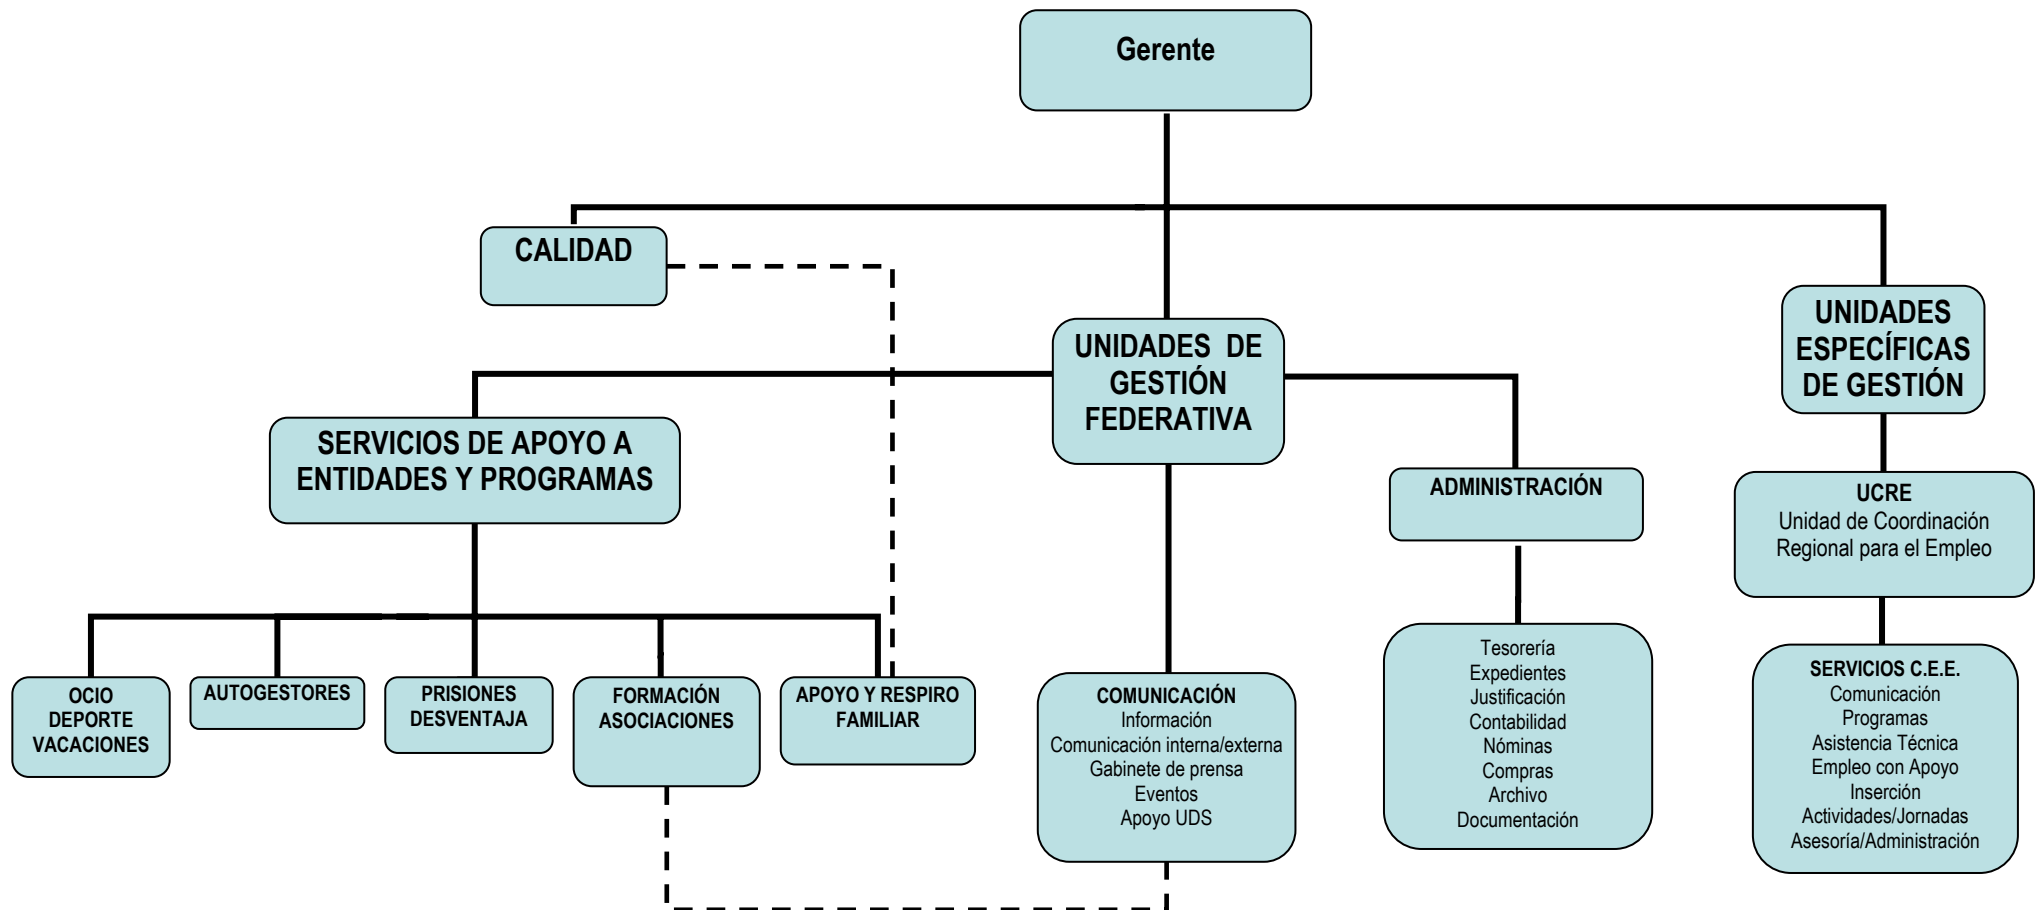 Gerente
CALIDAD
UNIDADES DE
GESTIÓN
FEDERATIVA
UNIDADES
ESPECÍFICAS
DE GESTIÓN
SERVICIOS DE APOYO A
ENTIDADES Y PROGRAMAS
ADMINISTRACIÓN
UCRE
Unidad de Coordinación
Regional para el Empleo
OCIO
DEPORTE
VACACIONES
AUTOGESTORES
PRISIONES
DESVENTAJA
FORMACIÓN
ASOCIACIONES
APOYO Y RESPIRO
FAMILIAR
COMUNICACIÓN
Información
Comunicación interna/externa
Gabinete de prensa
Eventos
Apoyo UDS
Tesorería
Expedientes
Justificación
Contabilidad
Nóminas
Compras
Archivo
Documentación
SERVICIOS C.E.E.
Comunicación
Programas
Asistencia Técnica
Empleo con Apoyo
Inserción
Actividades/Jornadas
Asesoría/Administración